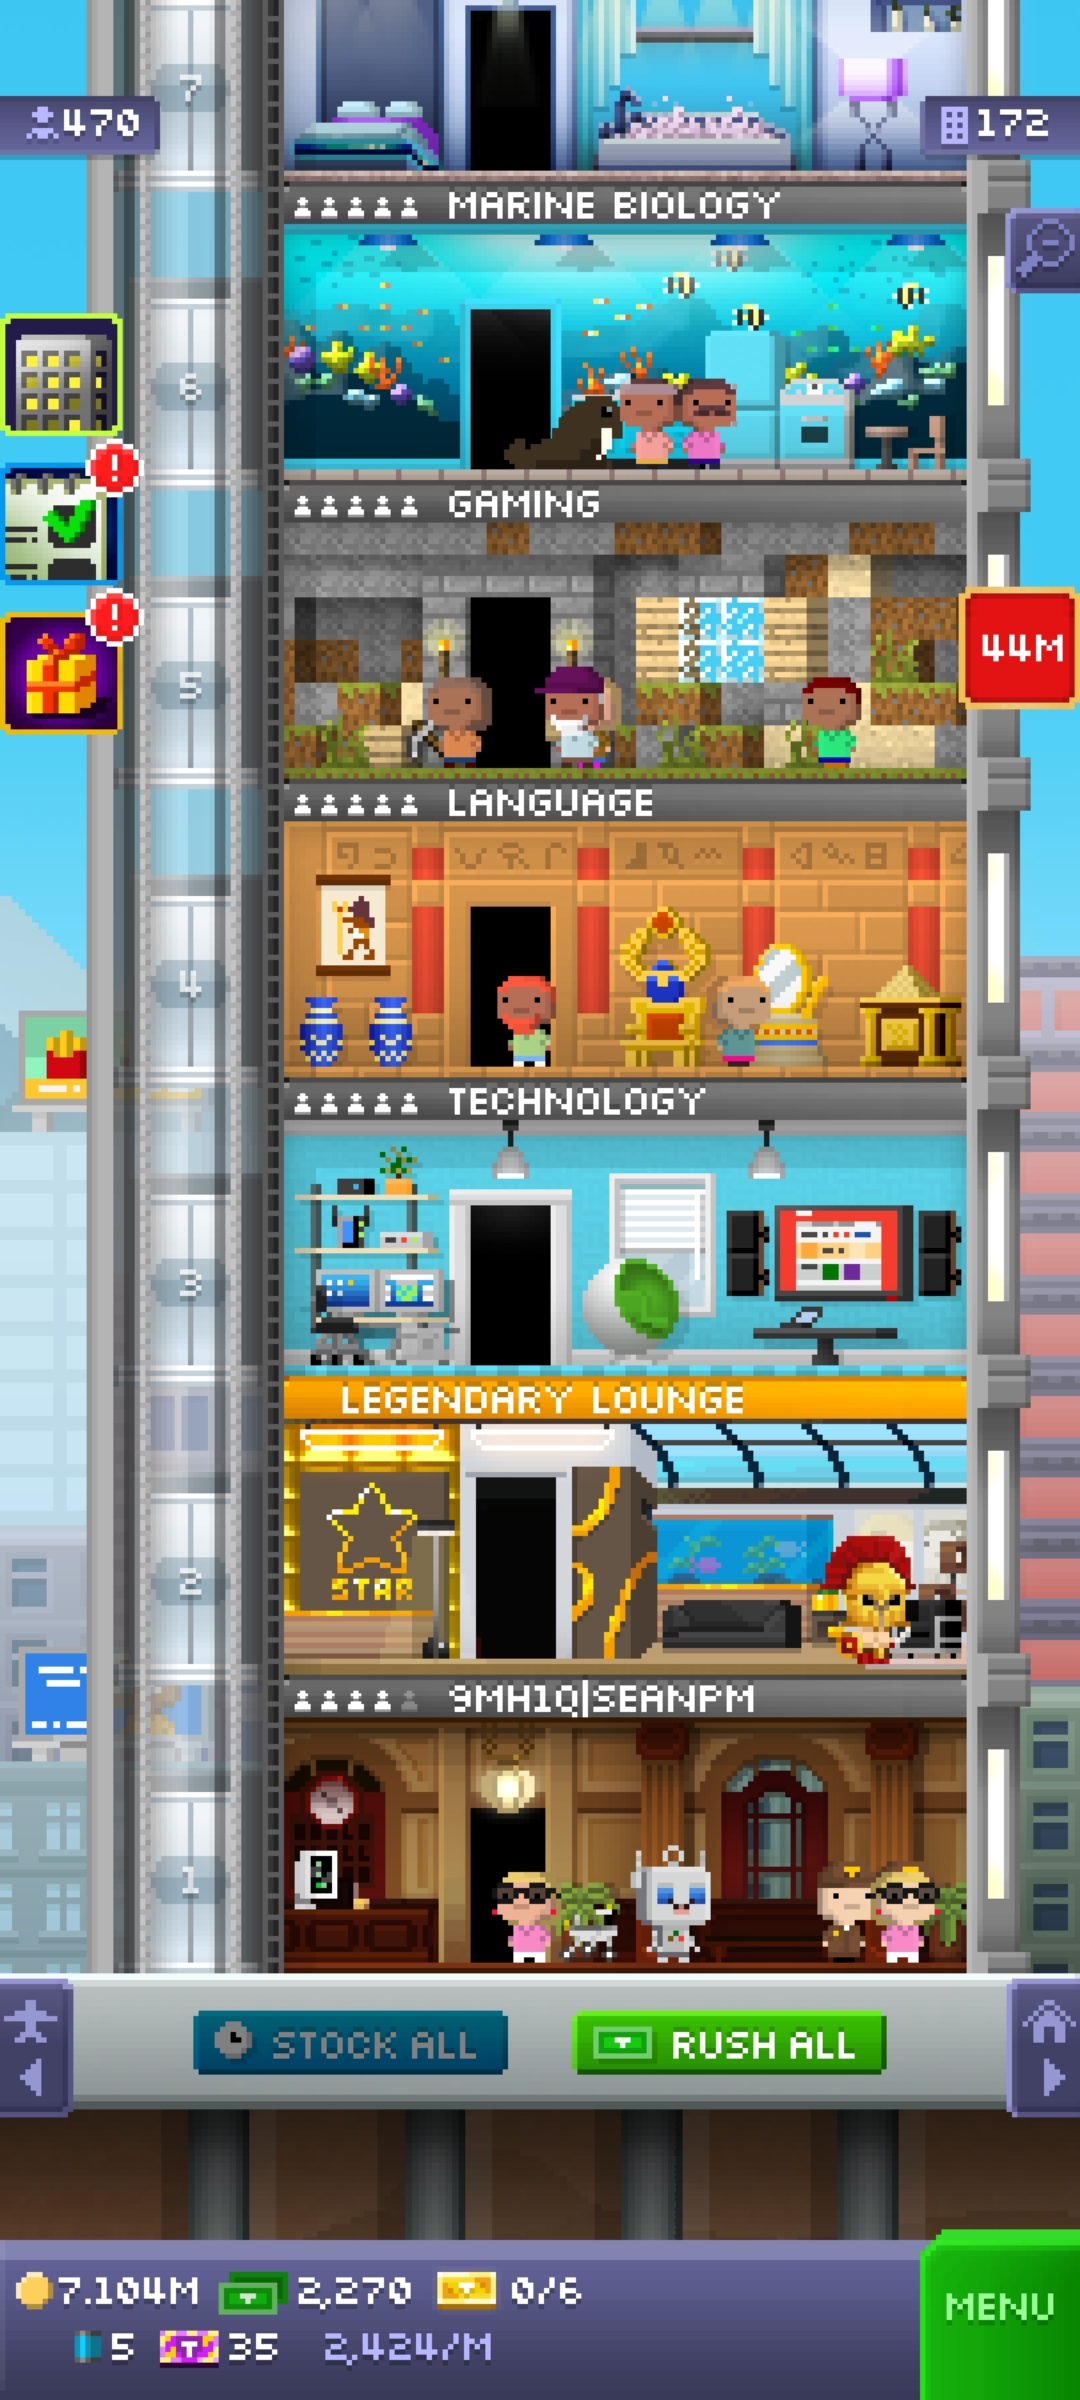 7
470
172
MARINE BIOLOGY
6
GAMING
44M
5
LANGUAGE
4
TECHNOLOGY
3
LEGENDARY LOUNGE
STAR
2
9MH1Q|SEANPM
1
STOCK ALL
RUSH ALL
7.104M 2,270 0/6
5 35 2,424/M
MENU